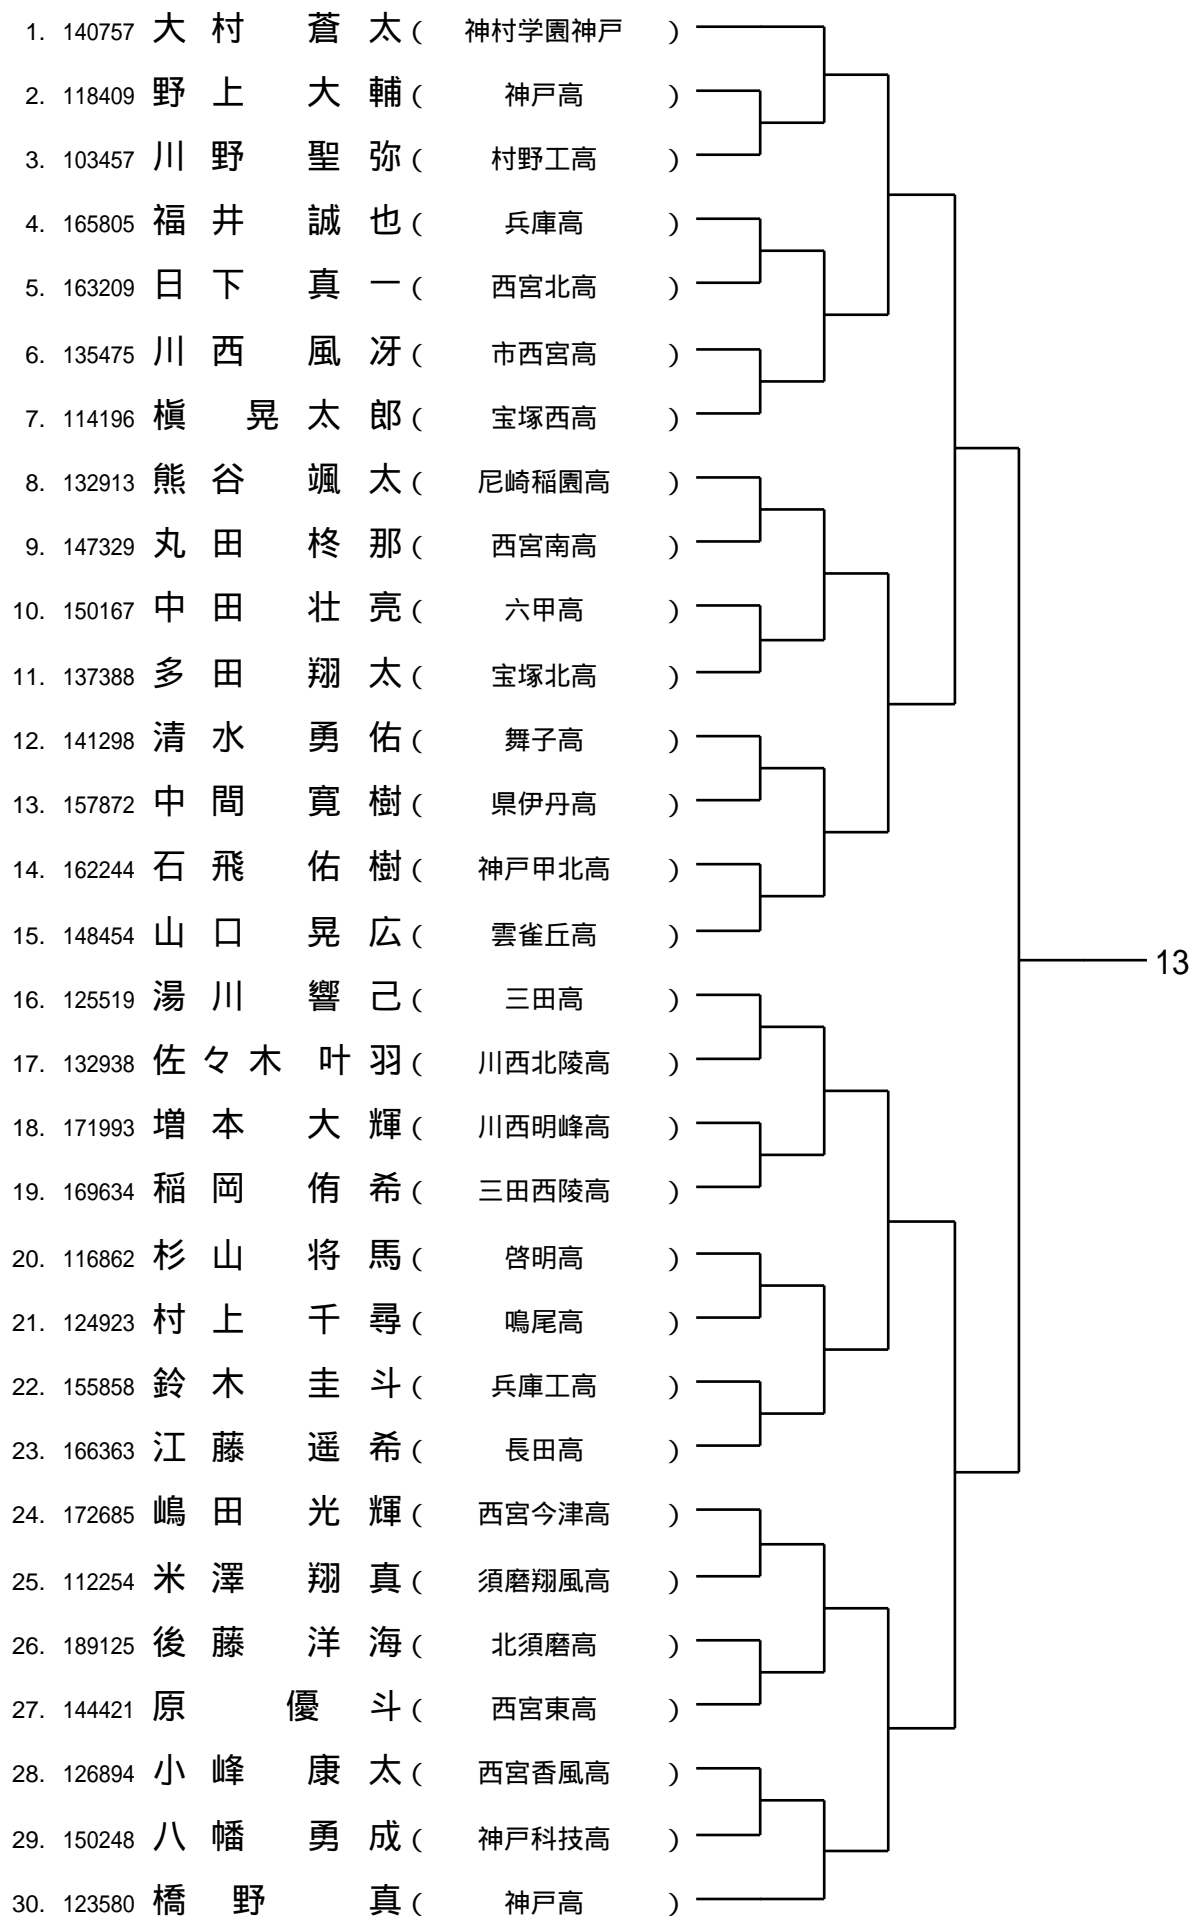 1. 140757 大村 蒼太 ( 神村学園神戸 )
2. 118409 野上 大輔 ( 神戸高 )
3. 103457 川野 聖弥 ( 村野工高 )
4. 165805 福井 誠也 ( 兵庫高 )
5. 163209 日下 真一 ( 西宮北高 )
6. 135475 川西 風冴 ( 市西宮高 )
7. 114196 槇 晃太郎 ( 宝塚西高 )
8. 132913 熊谷 颯太 ( 尼崎稲園高 )
9. 147329 丸田 柊那 ( 西宮南高 )
10. 150167 中田 壮亮 ( 六甲高 )
11. 137388 多田 翔太 ( 宝塚北高 )
12. 141298 清水 勇佑 ( 舞子高 )
13. 157872 中間 寛樹 ( 県伊丹高 )
14. 162244 石飛 佑樹 ( 神戸甲北高 )
15. 148454 山口 晃広 ( 雲雀丘高 )
13
16. 125519 湯川 響己 ( 三田高 )
17. 132938 佐々木 叶羽 ( 川西北陵高 )
18. 171993 増本 大輝 ( 川西明峰高 )
19. 169634 稲岡 侑希 ( 三田西陵高 )
20. 116862 杉山 将馬 ( 啓明高 )
21. 124923 村上 千尋 ( 鳴尾高 )
22. 155858 鈴木 圭斗 ( 兵庫工高 )
23. 166363 江藤 遥希 ( 長田高 )
24. 172685 嶋田 光輝 ( 西宮今津高 )
25. 112254 米澤 翔真 ( 須磨翔風高 )
26. 189125 後藤 洋海 ( 北須磨高 )
27. 144421 原 優斗 ( 西宮東高 )
28. 126894 小峰 康太 ( 西宮香風高 )
29. 150248 八幡 勇成 ( 神戸科技高 )
30. 123580 橋野 真 ( 神戸高 )